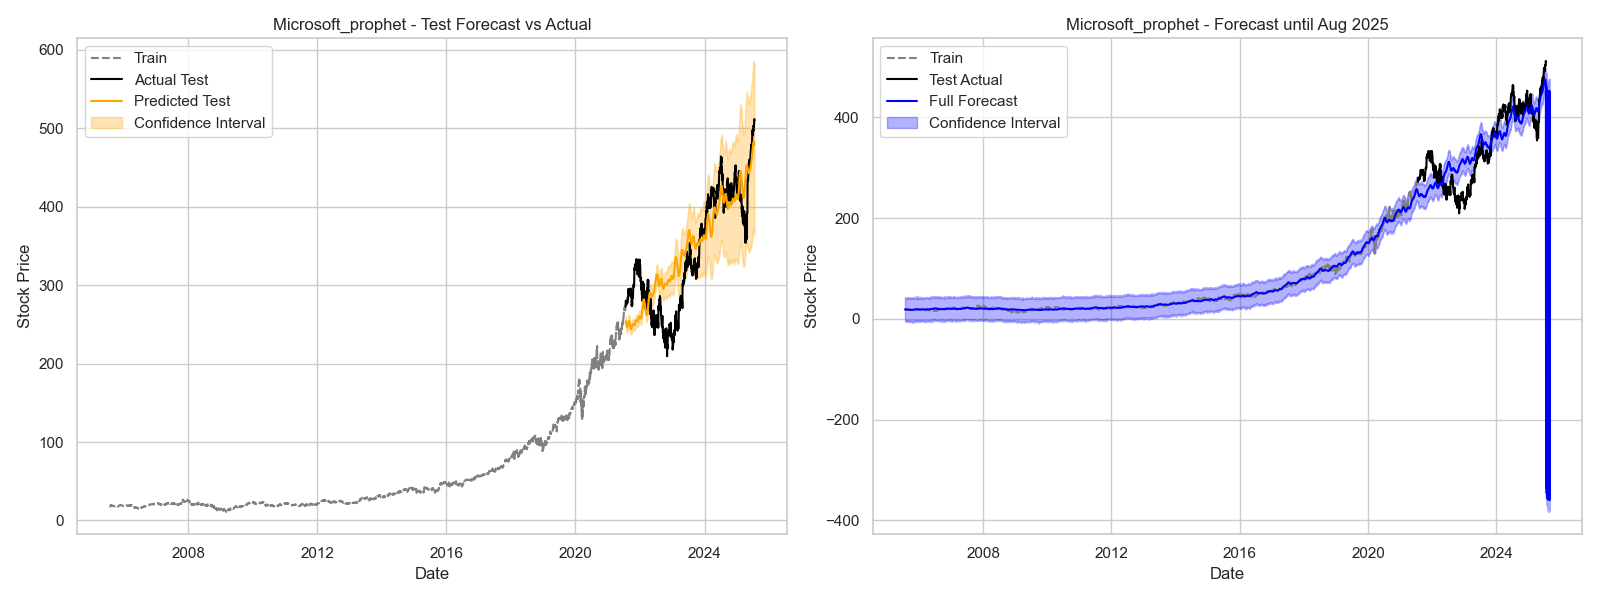 Microsoft_prophet - Test Forecast vs Actual
600
500
400
300
200
100
0
Stock Price
Train
Actual Test
Predicted Test
Confidence Interval
2008
2012
2016
2020
2024
Date
Microsoft_prophet - Forecast until Aug 2025
400
200
0
−200
−400
Stock Price
Train
Test Actual
Full Forecast
Confidence Interval
2008
2012
2016
2020
2024
Date